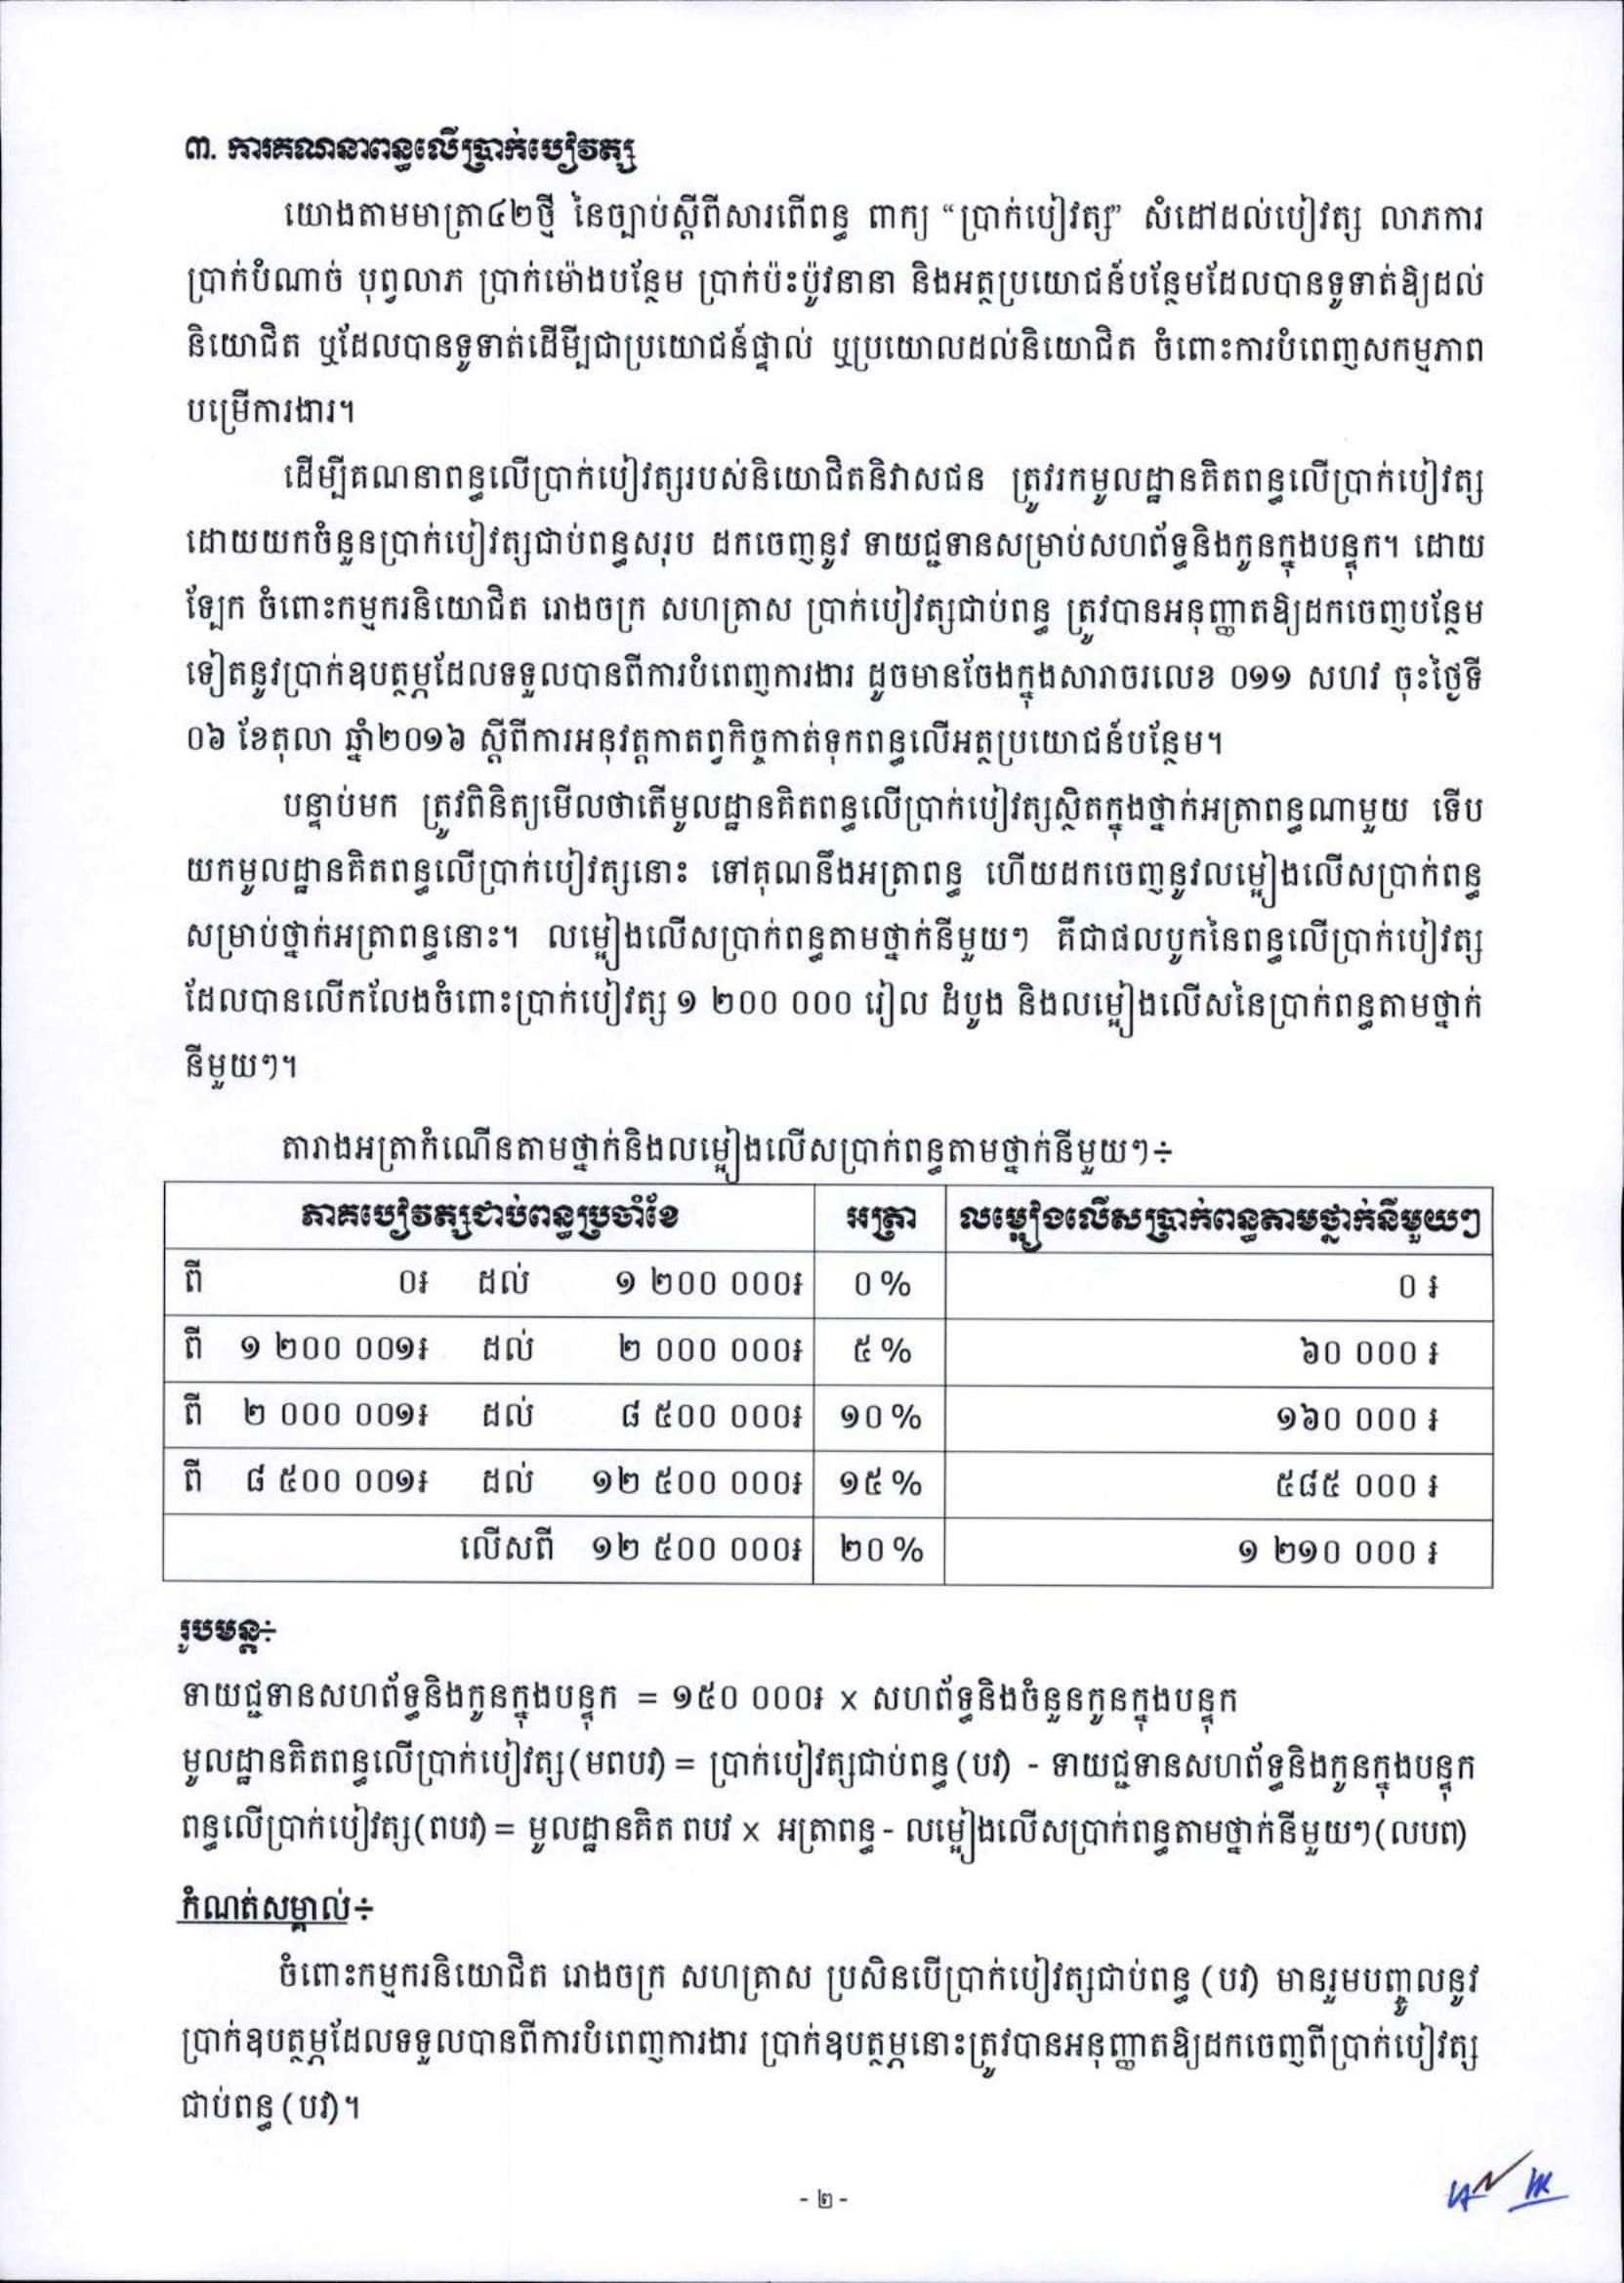 ៣. ការគណនាពន្ធលើប្រាក់បៀវត្ស
យោងតាមមាត្រា៤២ថ្មី នៃច្បាប់ស្តីពីសារពើពន្ធ ពាក្យ “ប្រាក់បៀវត្ស” សំដៅដល់បៀវត្ស លាភការ
ប្រាក់បំណាច់ បុព្វលាភ ប្រាក់ម៉ោងបន្ថែម ប្រាក់ប៉ះប៉ូវនានា និងអត្ថប្រយោជន៍បន្ថែមដែលបានទូទាត់ឱ្យដល់
និយោជិត ឬដែលបានទូទាត់ដើម្បីជាប្រយោជន៍ផ្ទាល់ ឬប្រយោលដល់និយោជិត ចំពោះការបំពេញសកម្មភាព
បម្រើការងារ។
ដើម្បីគណនាពន្ធលើប្រាក់បៀវត្សរបស់និយោជិតនិវាសជន ត្រូវរកមូលដ្ឋានគិតពន្ធលើប្រាក់បៀវត្ស
ដោយយកចំនួនប្រាក់បៀវត្សជាប់ពន្ធសរុប ដកចេញនូវ ទាយជ្ជទានសម្រាប់សហព័ទ្ធនិងកូនក្នុងបន្ទុក។ ដោយ
ឡែក ចំពោះកម្មករនិយោជិត រោងចក្រ សហគ្រាស ប្រាក់បៀវត្សជាប់ពន្ធ ត្រូវបានអនុញ្ញាតឱ្យដកចេញបន្ថែម
ទៀតនូវប្រាក់ឧបត្ថម្ភដែលទទួលបានពីការបំពេញការងារ ដូចមានចែងក្នុងសារាចរលេខ ០១១ សហវ ចុះថ្ងៃទី
០៦ ខែតុលា ឆ្នាំ២០១៦ ស្តីពីការអនុវត្តកាតព្វកិច្ចកាត់ទុកពន្ធលើអត្ថប្រយោជន៍បន្ថែម។
បន្ទាប់មក ត្រូវពិនិត្យមើលថាតើមូលដ្ឋានគិតពន្ធលើប្រាក់បៀវត្សស្ថិតក្នុងថ្នាក់អត្រាពន្ធណាមួយ ទើប
យកមូលដ្ឋានគិតពន្ធលើប្រាក់បៀវត្សនោះ ទៅគុណនឹងអត្រាពន្ធ ហើយដកចេញនូវលម្អៀងលើសប្រាក់ពន្ធ
សម្រាប់ថ្នាក់អត្រាពន្ធនោះ។ លម្អៀងលើសប្រាក់ពន្ធតាមថ្នាក់នីមួយៗ គឺជាផលបូកនៃពន្ធលើប្រាក់បៀវត្ស
ដែលបានលើកលែងចំពោះប្រាក់បៀវត្ស ១ ២០០ ០០០ រៀល ដំបូង និងលម្អៀងលើសនៃប្រាក់ពន្ធតាមថ្នាក់
នីមួយៗ។
តារាងអត្រាកំណើនតាមថ្នាក់និងលម្អៀងលើសប្រាក់ពន្ធតាមថ្នាក់នីមួយៗ÷
ភាគបៀវត្សជាប់ពន្ធប្រចាំខែ អត្រា លម្អៀងលើសប្រាក់ពន្ធតាមថ្នាក់នីមួយៗ
ពី ០៛ ដល់ ១ ២០០ ០០០៛ ០% ០ ៛
ពី ១ ២០០ ០០១៛ ដល់ ២ ០០០ ០០០៛ ៥% ៦០ ០០០ ៛
ពី ២ ០០០ ០០១៛ ដល់ ៨ ៥០០ ០០០៛ ១០% ១៦០ ០០០ ៛
ពី ៨ ៥០០ ០០១៛ ដល់ ១២ ៥០០ ០០០៛ ១៥% ៥៨៥ ០០០ ៛
លើសពី ១២ ៥០០ ០០០៛ ២០% ១ ២១០ ០០០ ៛
រូបមន្ត÷
ទាយជ្ជទានសហព័ទ្ធនិងកូនក្នុងបន្ទុក = ១៥០ ០០០៛ x សហព័ទ្ធនិងចំនួនកូនក្នុងបន្ទុក
មូលដ្ឋានគិតពន្ធលើប្រាក់បៀវត្ស(មពបវ) = ប្រាក់បៀវត្សជាប់ពន្ធ(បវ) - ទាយជ្ជទានសហព័ទ្ធនិងកូនក្នុងបន្ទុក
ពន្ធលើប្រាក់បៀវត្ស(ពបវ) = មូលដ្ឋានគិត ពបវ x អត្រាពន្ធ - លម្អៀងលើសប្រាក់ពន្ធតាមថ្នាក់នីមួយៗ(លបព)
កំណត់សម្គាល់÷
ចំពោះកម្មករនិយោជិត រោងចក្រ សហគ្រាស ប្រសិនបើប្រាក់បៀវត្សជាប់ពន្ធ (បវ) មានរួមបញ្ចូលនូវ
ប្រាក់ឧបត្ថម្ភដែលទទួលបានពីការបំពេញការងារ ប្រាក់ឧបត្ថម្ភនោះត្រូវបានអនុញ្ញាតឱ្យដកចេញពីប្រាក់បៀវត្ស
ជាប់ពន្ធ(បវ)។
- ២ -